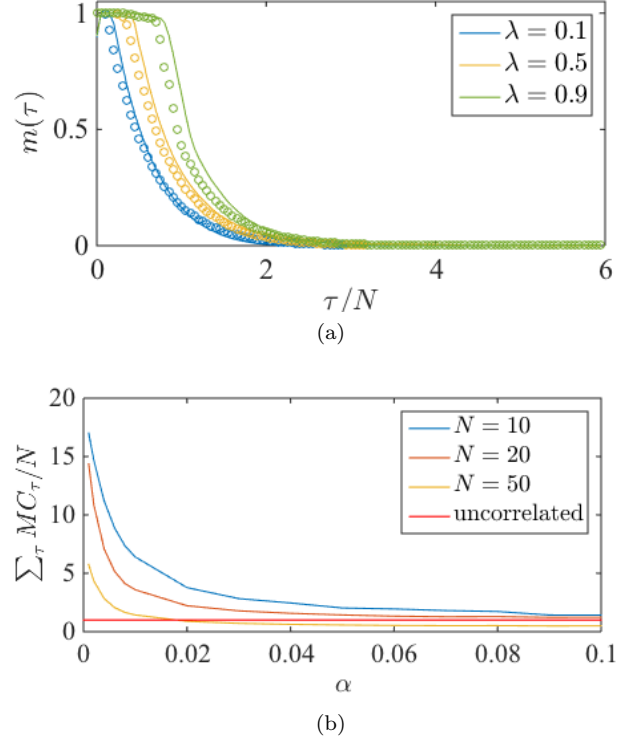 1
0.5
0
m(τ)
λ = 0.1
λ = 0.5
λ = 0.9
0 2 4 6
τ/N
(a)
20
15
10
5
0
∑τ MCτ/N
N = 10
N = 20
N = 50
uncorrelated
0 0.02 0.04 0.06 0.08 0.1
α
(b)